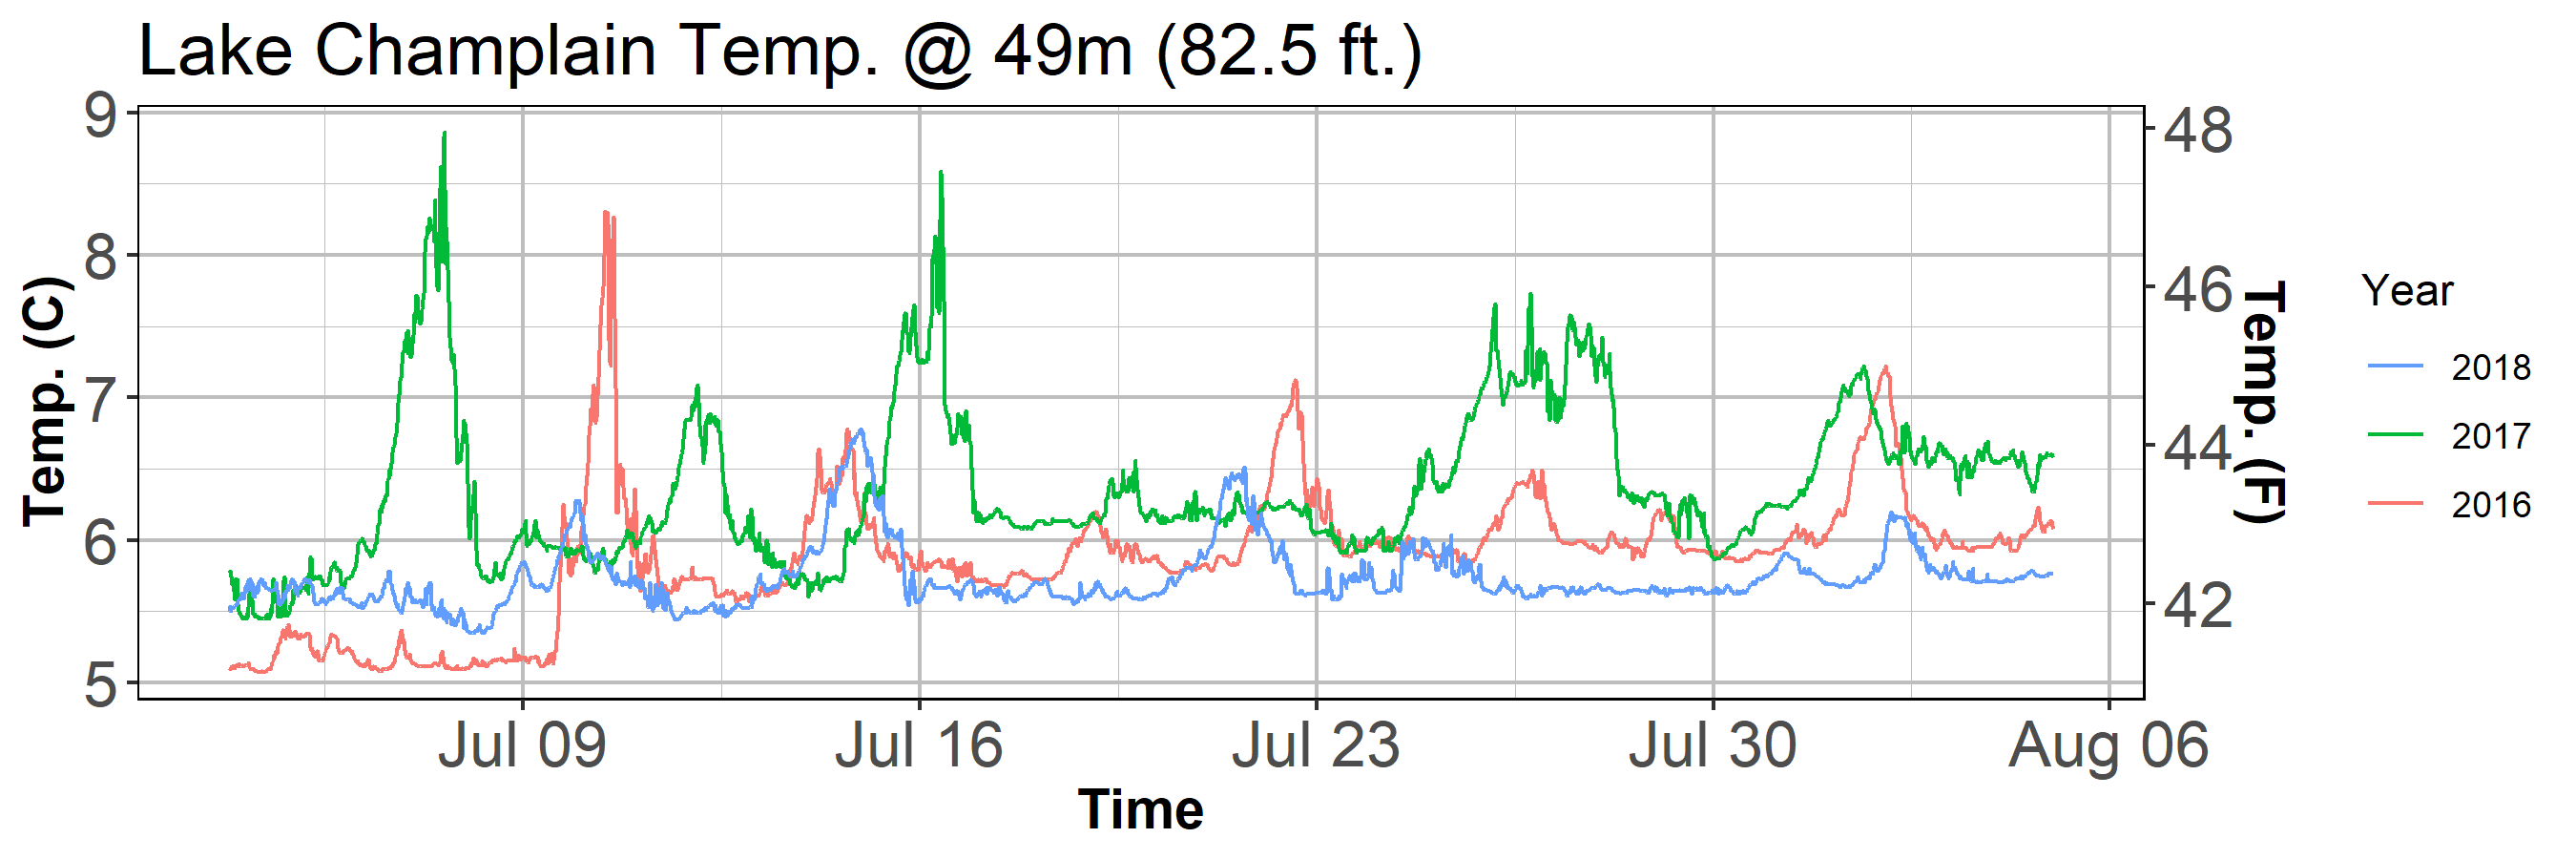 Lake Champlain Temp. @ 49m (82.5 ft.)
9
8
7
6
5
Temp. (C)
48
46
44
42
Temp. (F)
Jul 09
Jul 16
Jul 23
Jul 30
Aug 06
Time
Year
2018
2017
2016